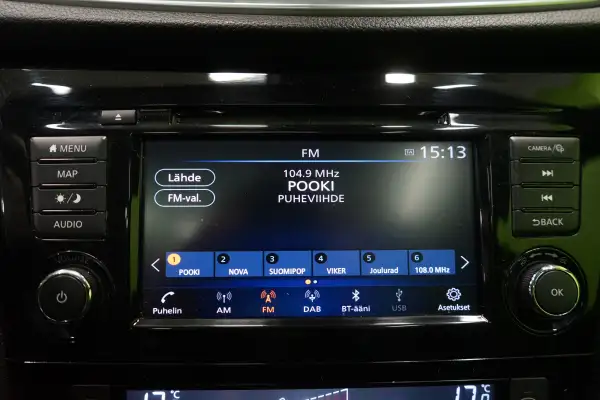 MENU
MAP
AUDIO
FM
15:13
Lähde
FM-val.
104.9 MHz
POOKI
PUHEVIIHDE
1 2 3 4 5 6
POOKI NOVA SUOMIPOP VIKER Joulurad 108.0 MHz
Puhelin AM FM DAB BT-ääni USB Asetukset
CAMERA/
BACK
OK
17°C
17°C